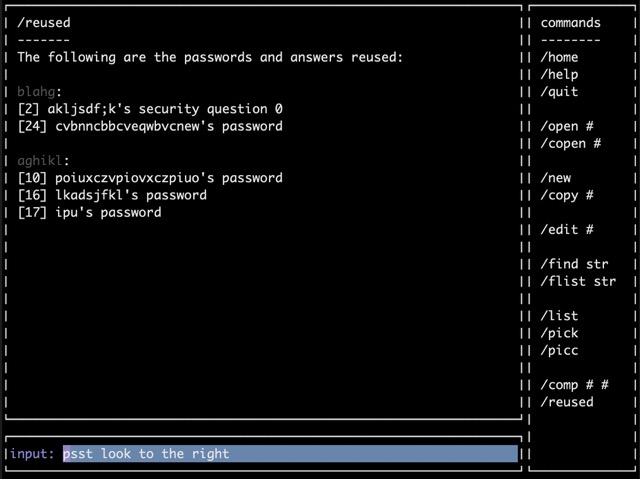 /reused
-------
The following are the passwords and answers reused:
blahg:
[2] akljsdf;k's security question 0
[24] cvbnncbbcveqwbvcnew's password
aghikl:
[10] poiuxczvpiovxczpiuo's password
[16] lkadsjfkl's password
[17] ipu's password
input: psst look to the right
commands
--------
/home
/help
/quit
/open #
/copen #
/new
/copy #
/edit #
/find str
/flist str
/list
/pick
/picc
/comp # #
/reused